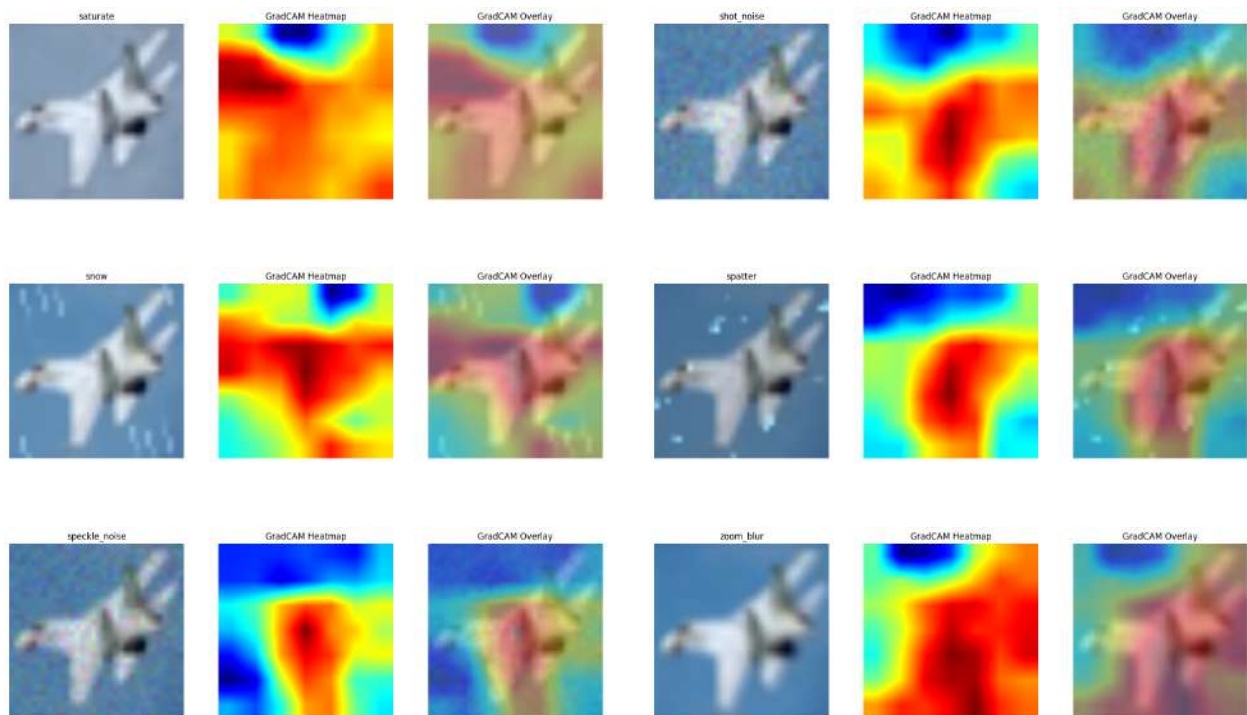 saturate GradCAM Heatmap GradCAM Overlay shot_noise GradCAM Heatmap GradCAM Overlay
snow GradCAM Heatmap GradCAM Overlay spatter GradCAM Heatmap GradCAM Overlay
speckle_noise GradCAM Heatmap GradCAM Overlay zoom_blur GradCAM Heatmap GradCAM Overlay